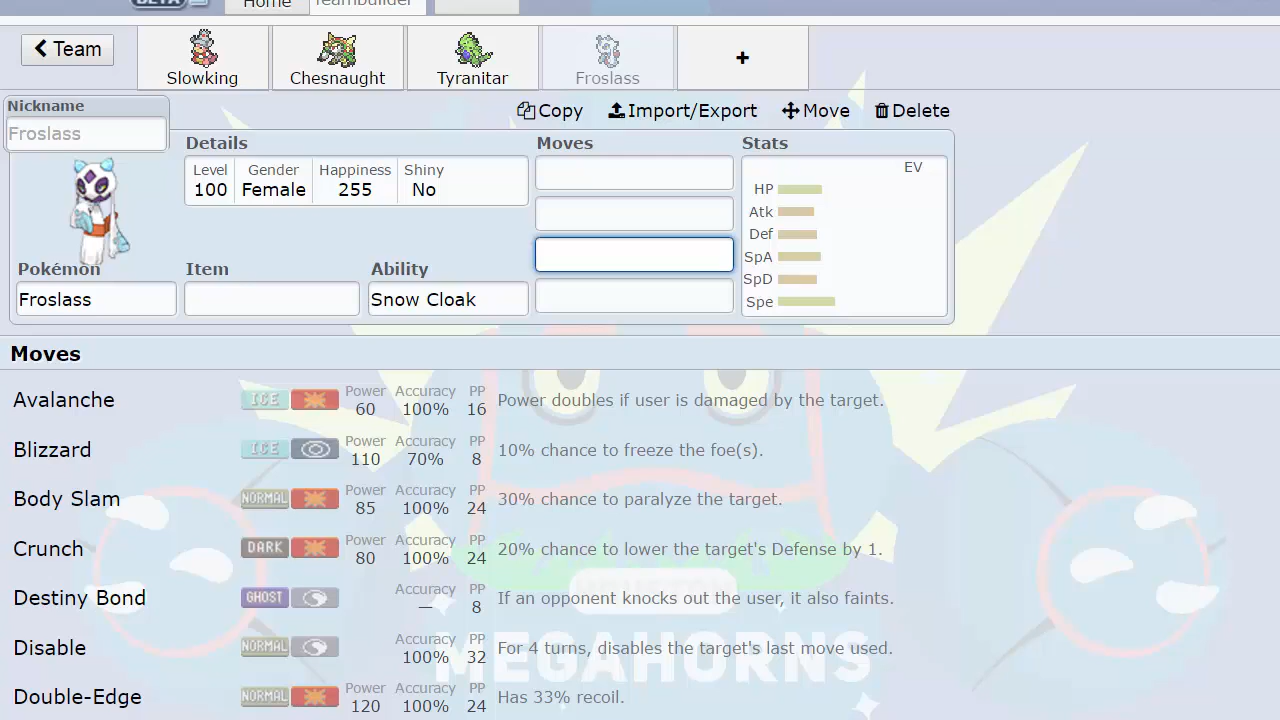 BETA
Home
Teambuilder
Team
Slowking
Chesnaught
Tyranitar
Froslass
+
Copy
Import/Export
Move
Delete
Nickname
Froslass
Details
Level
Gender
Happiness
Shiny
100
Female
255
No
Pokémon
Item
Ability
Froslass
Snow Cloak
Moves
Stats
EV
HP
Atk
Def
SpA
SpD
Spe
Moves
Avalanche ICE Power 60 Accuracy 100% PP 16 Power doubles if user is damaged by the target.
Blizzard ICE Power 110 Accuracy 70% PP 8 10% chance to freeze the foe(s).
Body Slam NORMAL Power 85 Accuracy 100% PP 24 30% chance to paralyze the target.
Crunch DARK Power 80 Accuracy 100% PP 24 20% chance to lower the target's Defense by 1.
Destiny Bond GHOST Accuracy — PP 8 If an opponent knocks out the user, it also faints.
Disable NORMAL Accuracy 100% PP 32 For 4 turns, disables the target's last move used.
Double-Edge NORMAL Power 120 Accuracy 100% PP 24 Has 33% recoil.
HOUSTON
MEGAHORNS